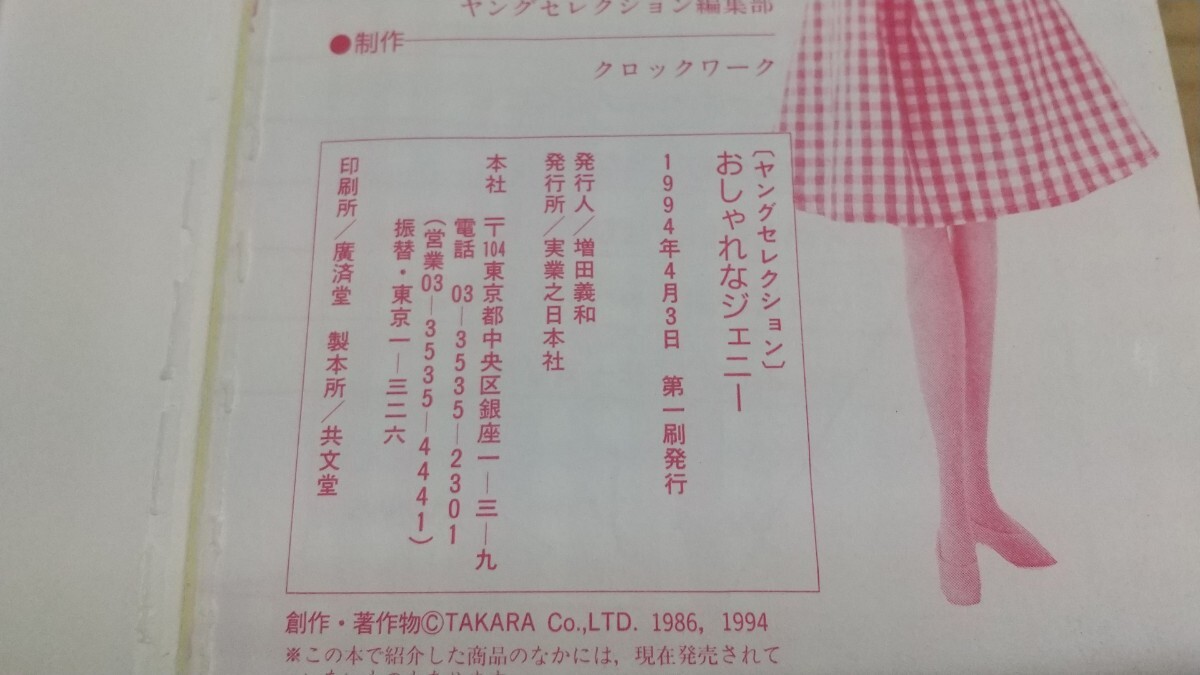 ヤングセレクション編集部
●制作
クロックワーク
〔ヤングセレクション〕
おしゃれなジェニー
1994年4月3日　第一刷発行
発行人／増田義和
発行所／実業之日本社
本社　〒104東京都中央区銀座一―三―九
電話　03―3535―2301
（営業03―3535―4441）
振替・東京一―三二六
印刷所／廣済堂　製本所／共文堂
創作・著作物©TAKARA Co.,LTD. 1986, 1994
※この本で紹介した商品のなかには，現在発売されて